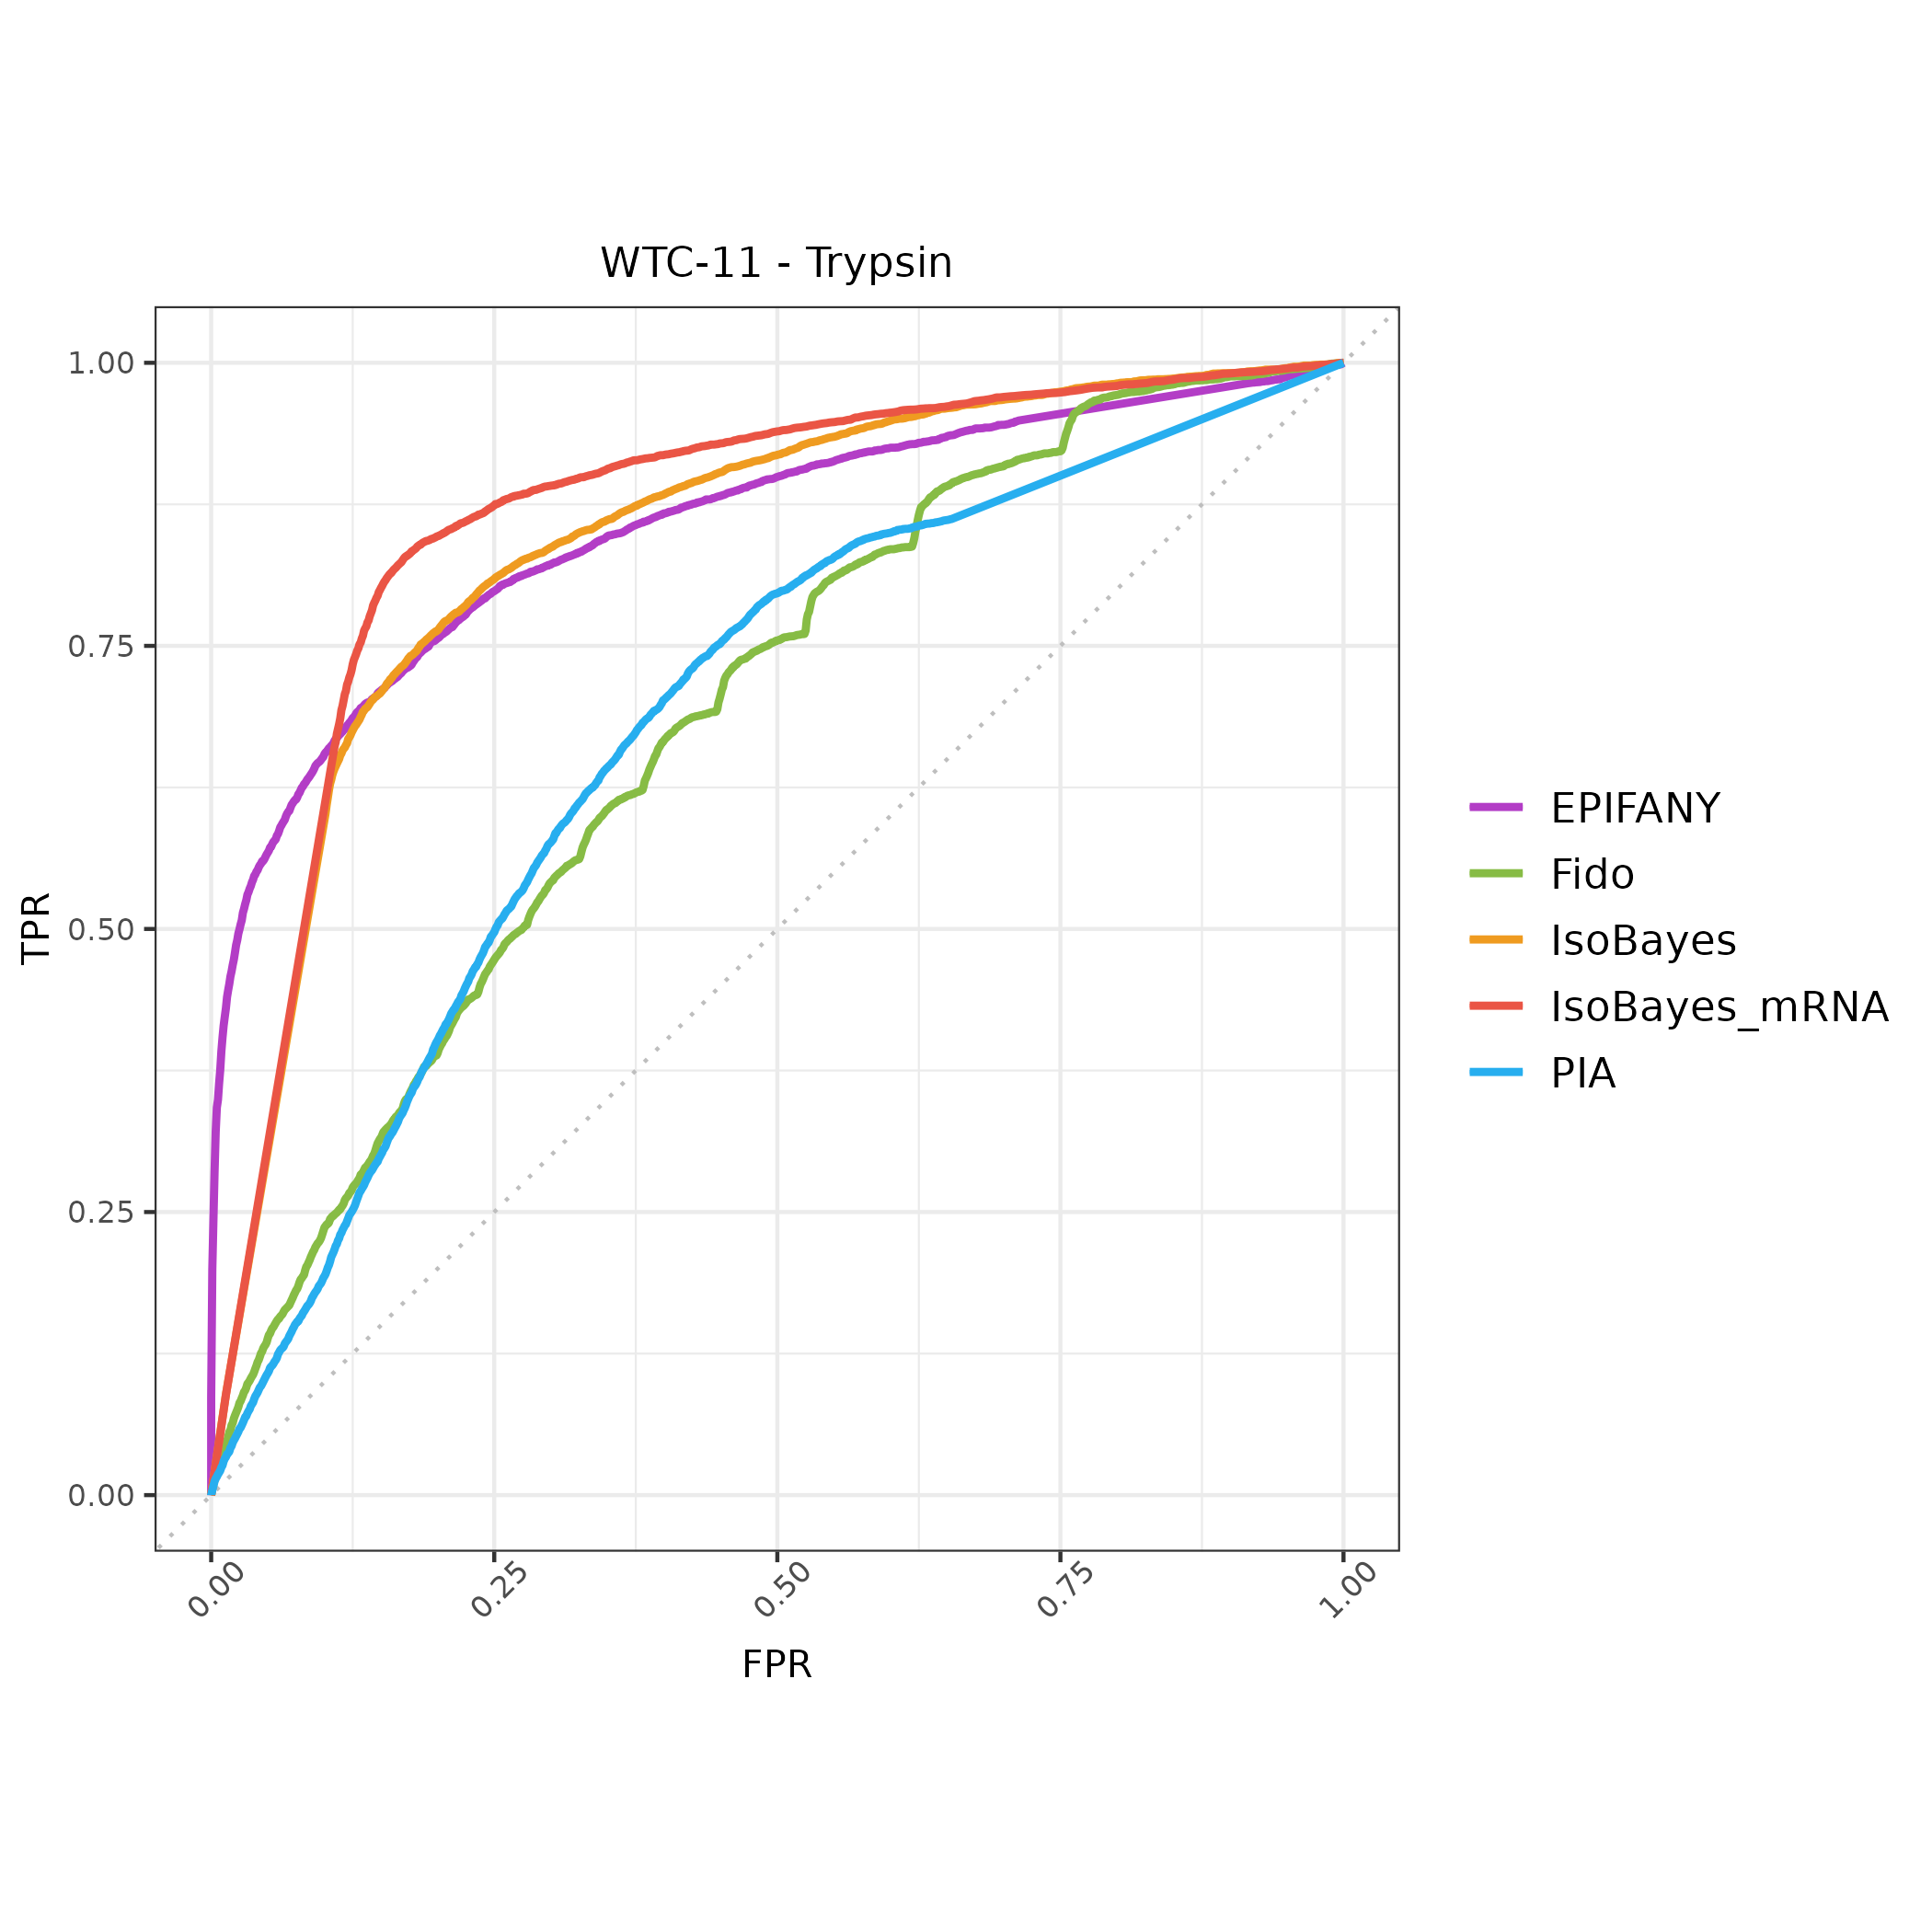 WTC-11 - Trypsin
TPR
1.00
0.75
0.50
0.25
0.00
0.00
0.25
0.50
0.75
1.00
FPR
EPIFANY
Fido
IsoBayes
IsoBayes_mRNA
PIA